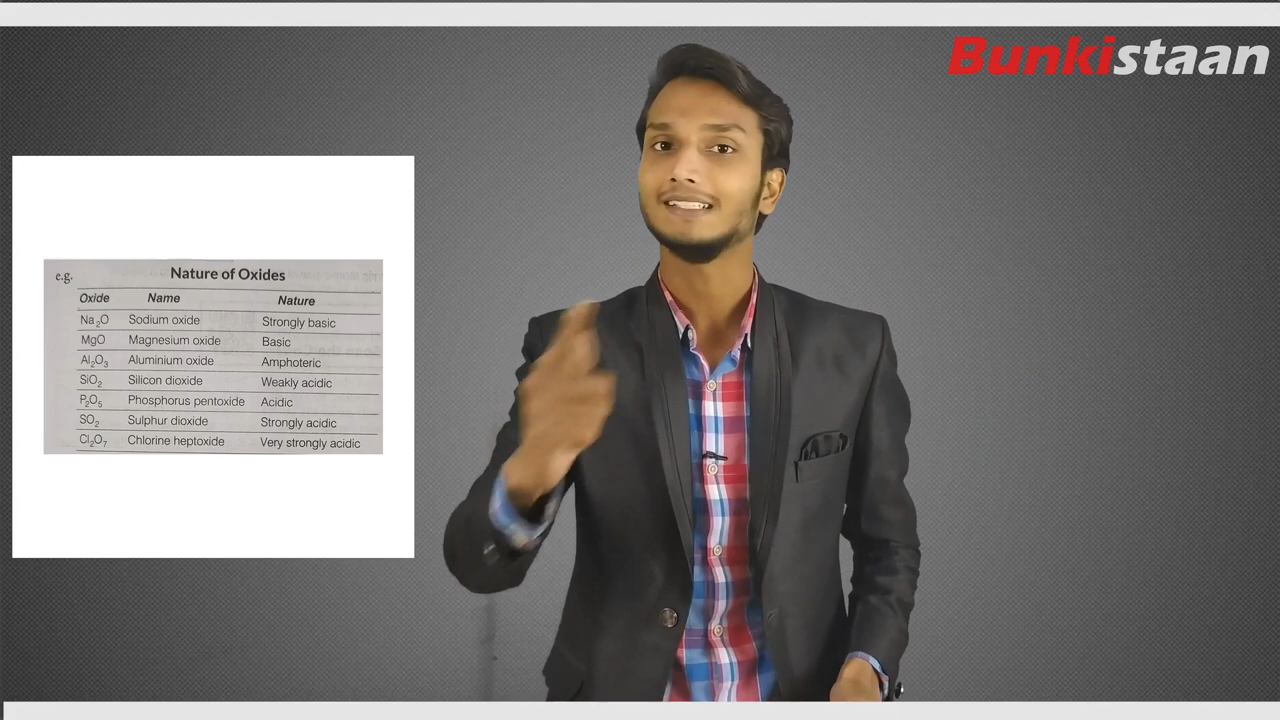 Bunkistaan
e.g.
Nature of Oxides
Oxide Name Nature
Na₂O Sodium oxide Strongly basic
MgO Magnesium oxide Basic
Al₂O₃ Aluminium oxide Amphoteric
SiO₂ Silicon dioxide Weakly acidic
P₂O₅ Phosphorus pentoxide Acidic
SO₂ Sulphur dioxide Strongly acidic
Cl₂O₇ Chlorine heptoxide Very strongly acidic